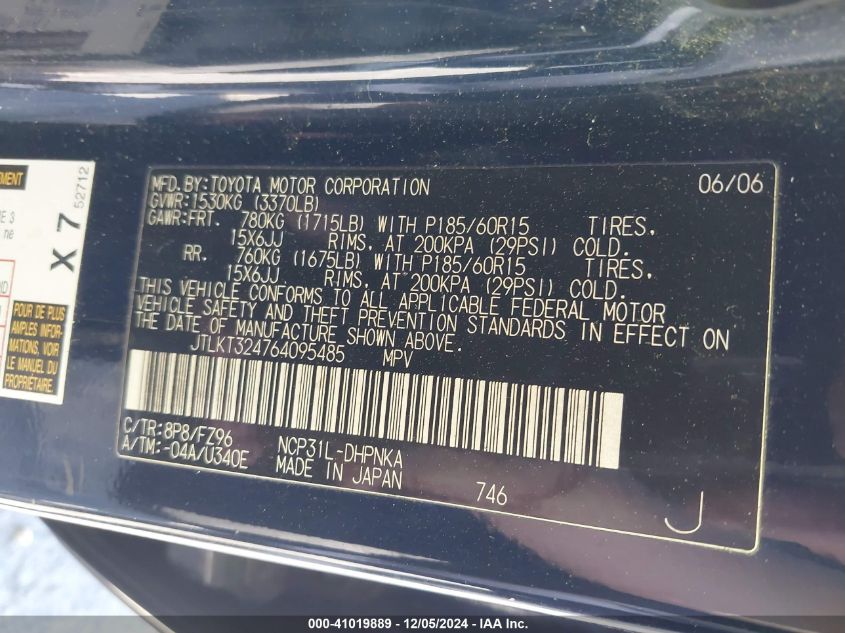 MFD.BY:TOYOTA MOTOR CORPORATION 06/06
GVWR:1530KG (3370LB)
GAWR:FRT. 780KG (1715LB) WITH P185/60R15 TIRES,
15X6JJ RIMS, AT 200KPA (29PSI) COLD.
RR. 760KG (1675LB) WITH P185/60R15 TIRES,
15X6JJ RIMS, AT 200KPA (29PSI) COLD.
THIS VEHICLE CONFORMS TO ALL APPLICABLE FEDERAL MOTOR
VEHICLE SAFETY AND THEFT PREVENTION STANDARDS IN EFFECT ON
THE DATE OF MANUFACTURE SHOWN ABOVE.
JTLKT324764095485 MPV
C/TR:8P8/FZ96 NCP31L-DHPNKA
A/TM:-04A/U340E MADE IN JAPAN 746 J
X 7
52712
POUR DE PLUS
AMPLES INFOR-
MATIONS,
VOIR LE
MANUEL DU
PROPRIÉTAIRE.
000-41019889 - 12/05/2024 - IAA Inc.